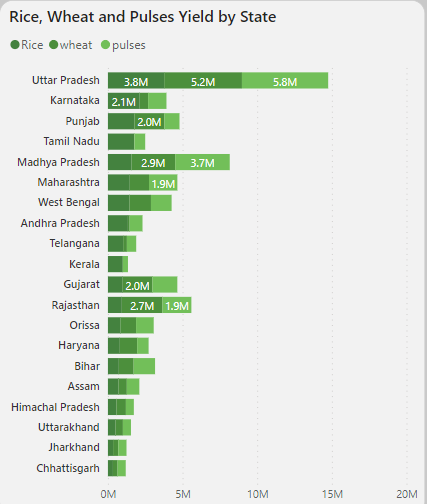 Rice, Wheat and Pulses Yield by State
Rice wheat pulses
Uttar Pradesh 3.8M 5.2M 5.8M
Karnataka 2.1M
Punjab 2.0M
Tamil Nadu
Madhya Pradesh 2.9M 3.7M
Maharashtra 1.9M
West Bengal
Andhra Pradesh
Telangana
Kerala
Gujarat 2.0M
Rajasthan 2.7M 1.9M
Orissa
Haryana
Bihar
Assam
Himachal Pradesh
Uttarakhand
Jharkhand
Chhattisgarh
0M 5M 10M 15M 20M